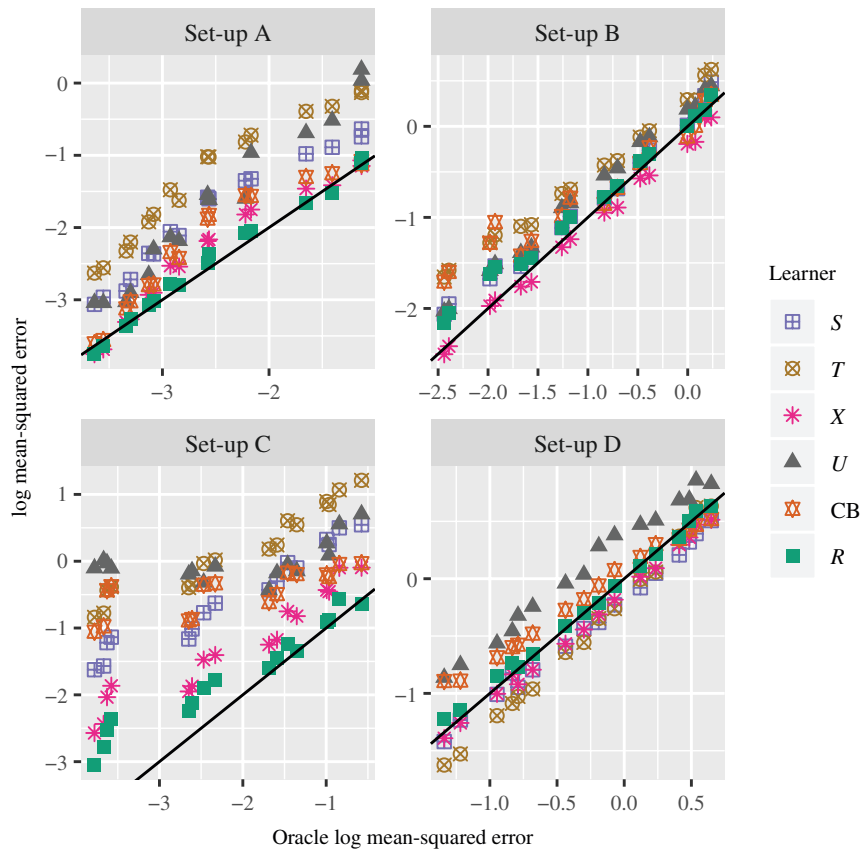 Set-up A
Set-up B
0
−1
−2
−3
−3
−2
0
−1
−2
−2.5
−2.0
−1.5
−1.0
−0.5
0.0
Set-up C
Set-up D
1
0
−1
−2
−3
−3
−2
−1
0
−1
−1.0
−0.5
0.0
0.5
log mean-squared error
Oracle log mean-squared error
Learner
S
T
X
U
CB
R